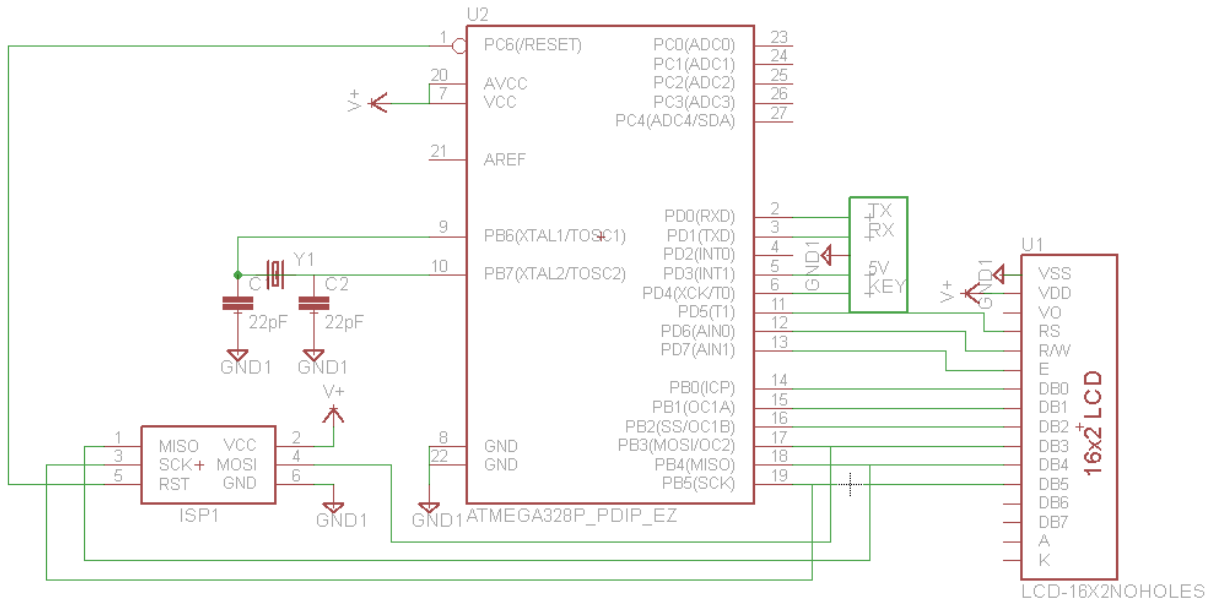 U2
1 PC6(/RESET) PC0(ADC0) 23
PC1(ADC1) 24
20 AVCC PC2(ADC2) 25
V+ 7 VCC PC3(ADC3) 26
PC4(ADC4/SDA) 27
21 AREF
PD0(RXD) 2 TX
9 PB6(XTAL1/TOSC1) PD1(TXD) 3 RX
PD2(INT0) 4 GND1
Y1 10 PB7(XTAL2/TOSC2) PD3(INT1) 5 5V
C C2 PD4(XCK/T0) 6 KEY
22pF 22pF PD5(T1) 11
PD6(AIN0) 12
PD7(AIN1) 13
GND1 GND1
PB0(ICP) 14
PB1(OC1A) 15
PB2(SS/OC1B) 16
8 GND PB3(MOSI/OC2) 17
22 GND PB4(MISO) 18
PB5(SCK) 19
GND1 ATMEGA328P_PDIP_EZ
V+
1 MISO VCC 2
3 SCK MOSI 4
5 RST GND 6
ISP1 GND1
U1
GND1 VSS
V+ VDD
VO
RS
R/W
E
DB0
DB1
DB2
DB3
DB4
DB5
DB6
DB7
A
K
16x2 LCD
LCD-16X2NOHOLES